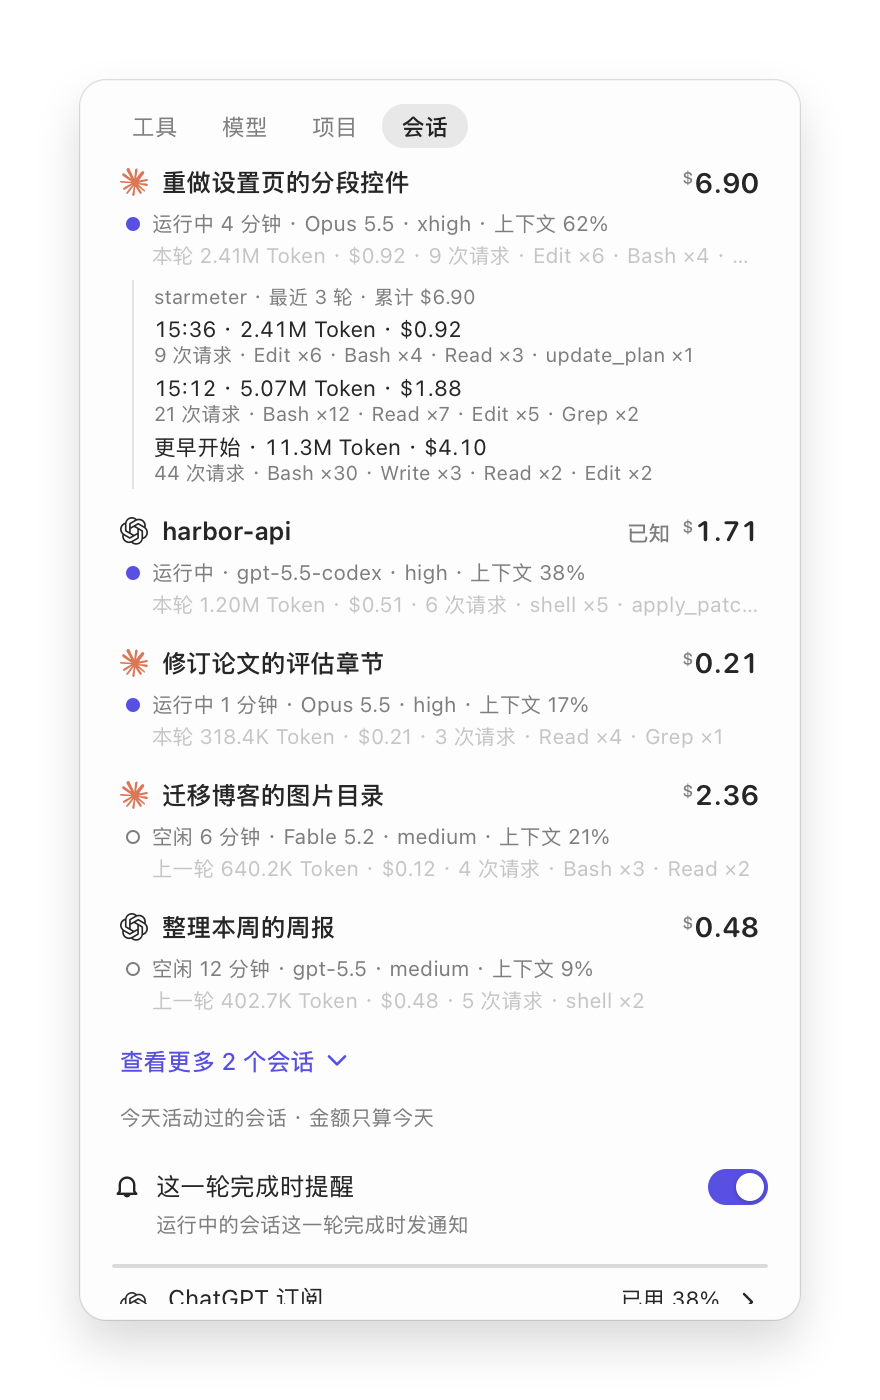 工具 模型 项目 会话
重做设置页的分段控件 $6.90
运行中 4 分钟 · Opus 5.5 · xhigh · 上下文 62%
本轮 2.41M Token · $0.92 · 9 次请求 · Edit ×6 · Bash ×4 · ...
starmeter · 最近 3 轮 · 累计 $6.90
15:36 · 2.41M Token · $0.92
9 次请求 · Edit ×6 · Bash ×4 · Read ×3 · update_plan ×1
15:12 · 5.07M Token · $1.88
21 次请求 · Bash ×12 · Read ×7 · Edit ×5 · Grep ×2
更早开始 · 11.3M Token · $4.10
44 次请求 · Bash ×30 · Write ×3 · Read ×2 · Edit ×2
harbor-api 已知 $1.71
运行中 · gpt-5.5-codex · high · 上下文 38%
本轮 1.20M Token · $0.51 · 6 次请求 · shell ×5 · apply_patc...
修订论文的评估章节 $0.21
运行中 1 分钟 · Opus 5.5 · high · 上下文 17%
本轮 318.4K Token · $0.21 · 3 次请求 · Read ×4 · Grep ×1
迁移博客的图片目录 $2.36
空闲 6 分钟 · Fable 5.2 · medium · 上下文 21%
上一轮 640.2K Token · $0.12 · 4 次请求 · Bash ×3 · Read ×2
整理本周的周报 $0.48
空闲 12 分钟 · gpt-5.5 · medium · 上下文 9%
上一轮 402.7K Token · $0.48 · 5 次请求 · shell ×2
查看更多 2 个会话
今天活动过的会话 · 金额只算今天
这一轮完成时提醒
运行中的会话这一轮完成时发通知
ChatGPT 订阅 已用 38%